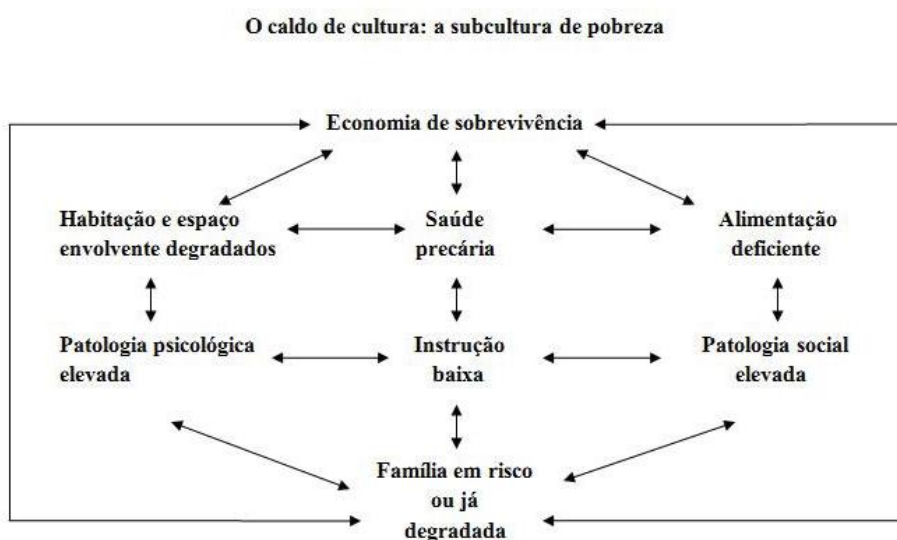 O caldo de cultura: a subcultura de pobreza
Economia de sobrevivência
Habitação e espaço
envolvente degradados
Saúde
precária
Alimentação
deficiente
Patologia psicológica
elevada
Instrução
baixa
Patologia social
elevada
Família em risco
ou já
degradada